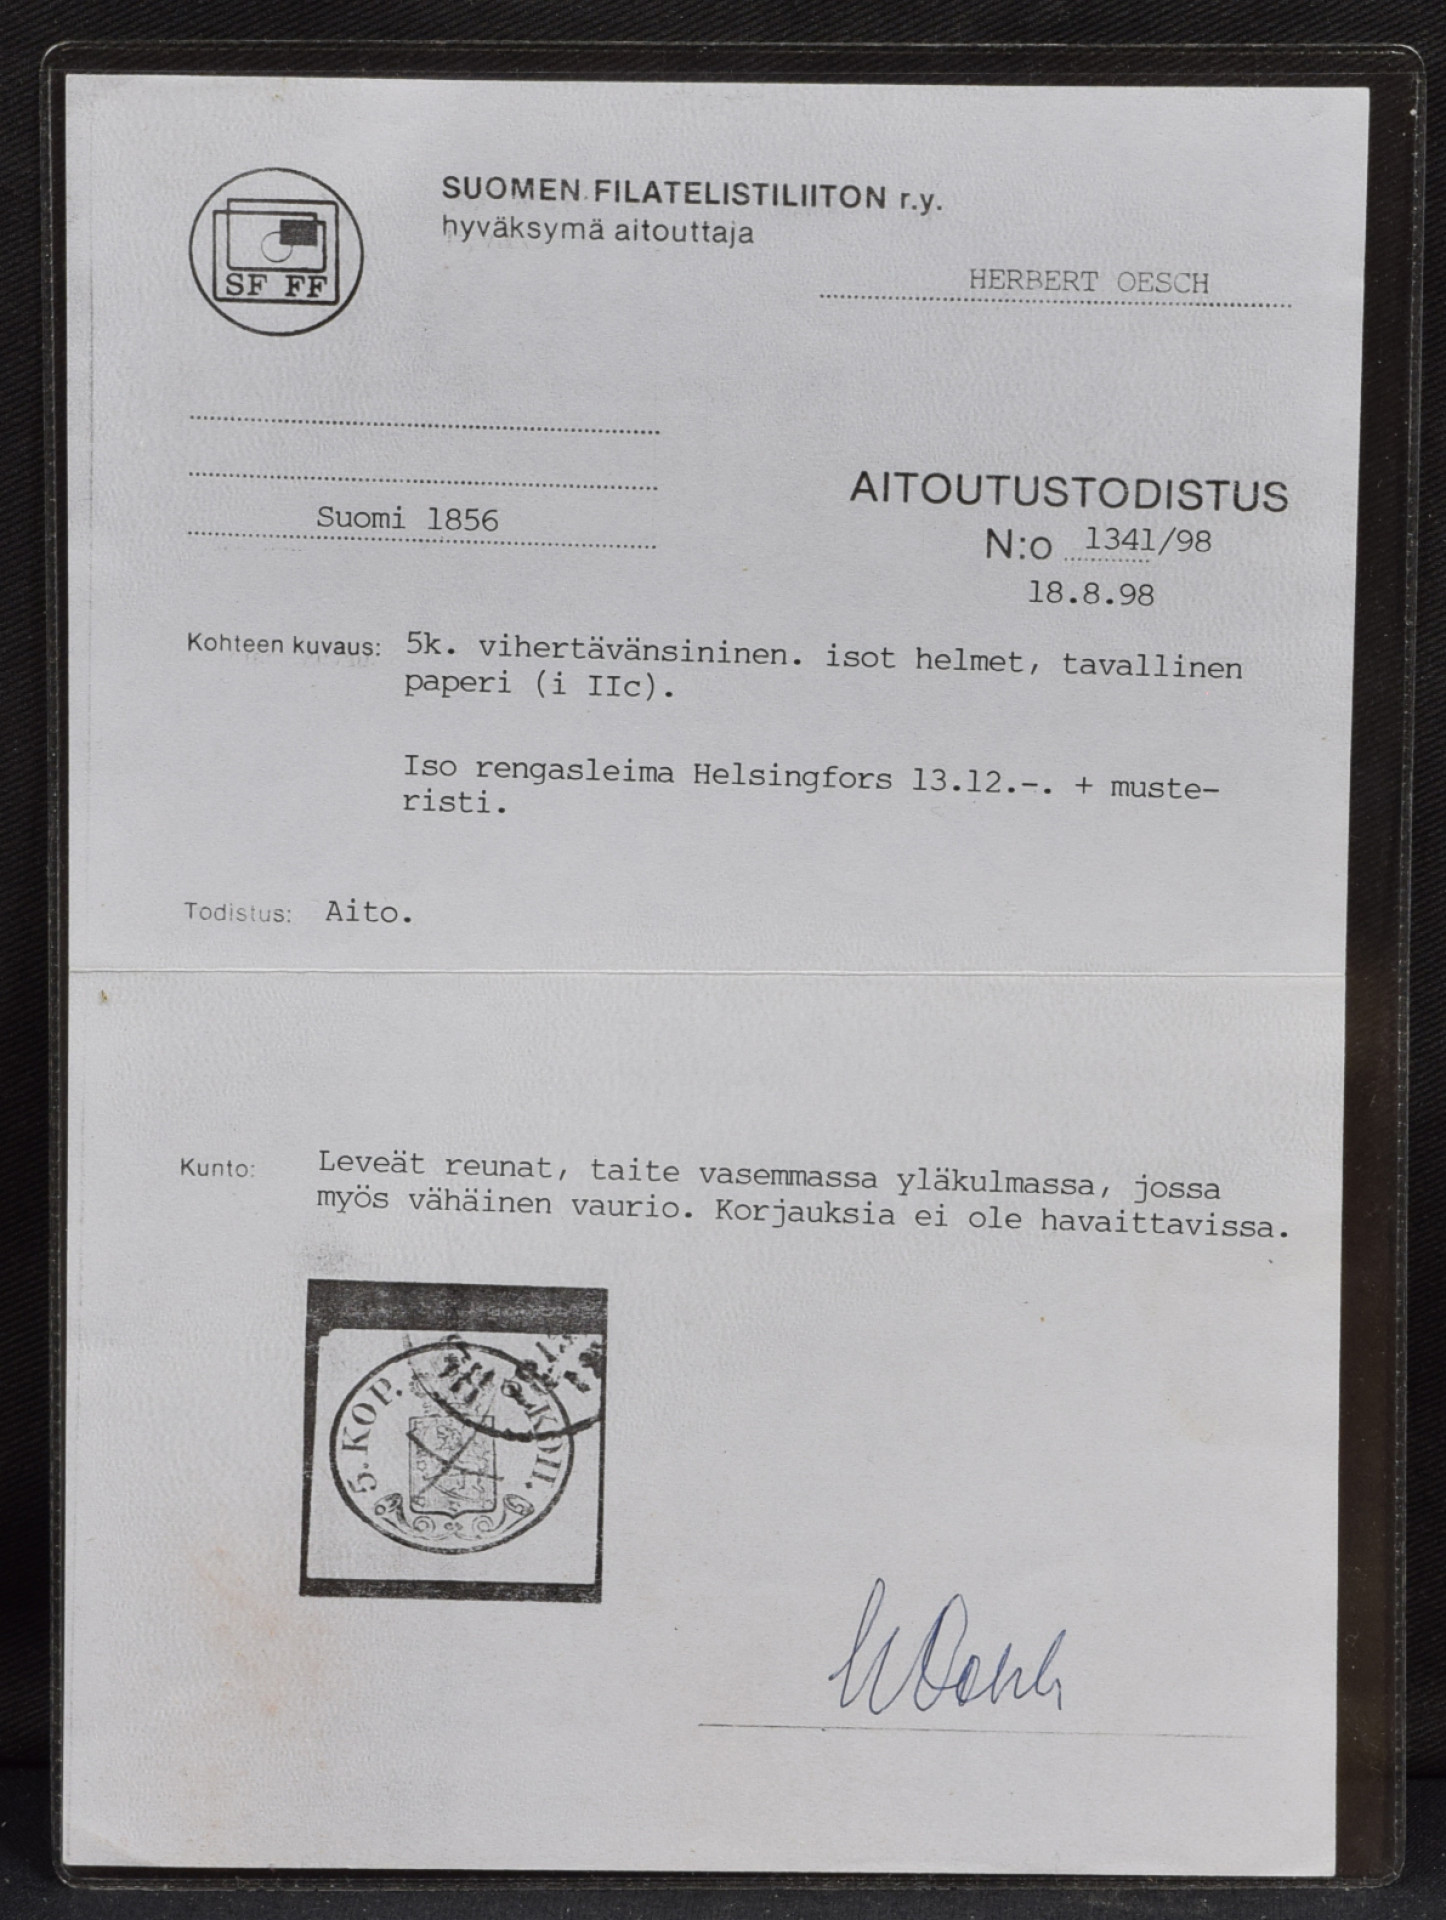 SUOMEN FILATELISTILIITON r.y.
hyväksymä aitouttaja
SF FF
HERBERT OESCH
Suomi 1856
AITOUTUSTODISTUS
N:o 1341/98
18.8.98
Kohteen kuvaus: 5k. vihertävänsininen. isot helmet, tavallinen
paperi (i IIc).
Iso rengasleima Helsingfors 13.12.-. + muste-
risti.
Todistus: Aito.
Kunto: Leveät reunat, taite vasemmassa yläkulmassa, jossa
myös vähäinen vaurio. Korjauksia ei ole havaittavissa.
5. KOP.